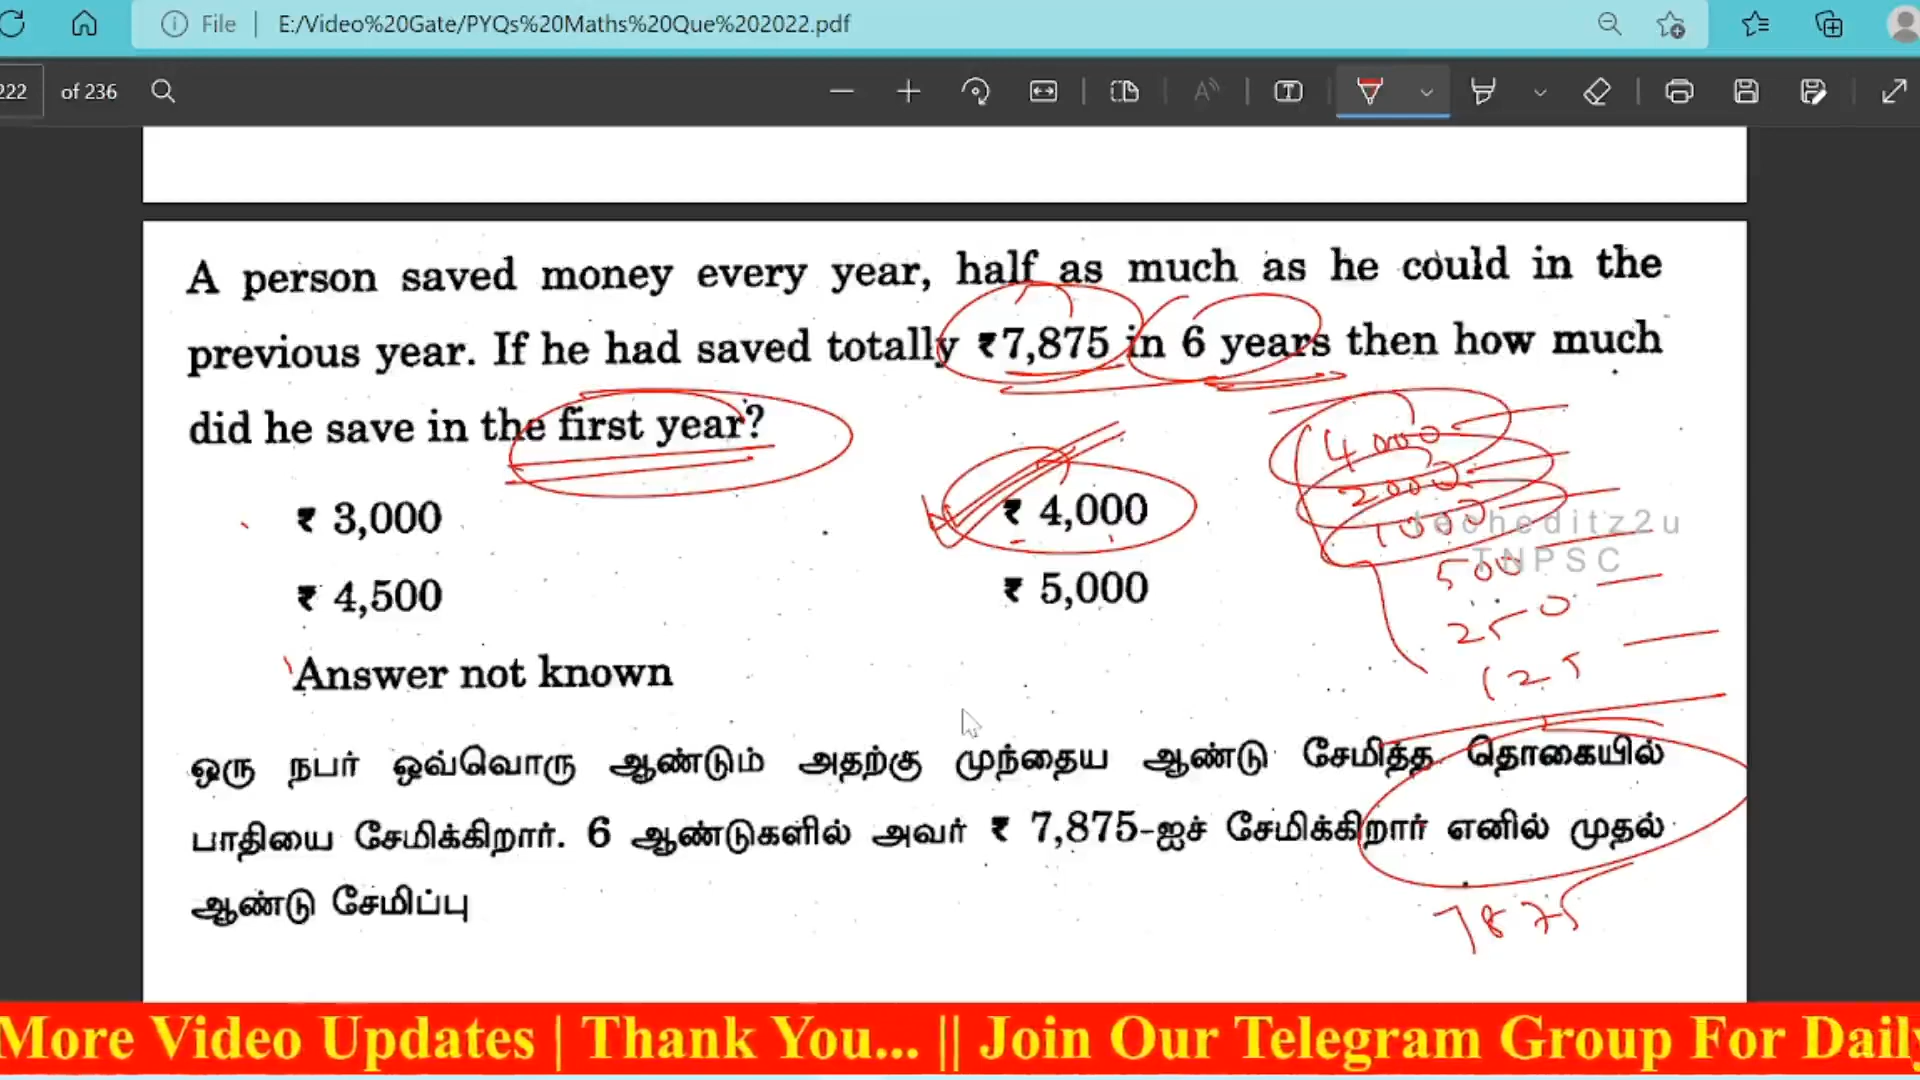 File | E:/Video%20Gate/PYQs%20Maths%20Que%202022.pdf
222 of 236
A person saved money every year, half as much as he could in the
previous year. If he had saved totally ₹7,875 in 6 years then how much
did he save in the first year?
₹ 3,000 ₹ 4,000
₹ 4,500 ₹ 5,000
Answer not known
4000
2000
1000
techeditz2u
TNPSC
500
250
125
ஒரு நபர் ஒவ்வொரு ஆண்டும் அதற்கு முந்தைய ஆண்டு சேமித்த தொகையில்
பாதியை சேமிக்கிறார். 6 ஆண்டுகளில் அவர் ₹ 7,875-ஐச் சேமிக்கிறார் எனில் முதல்
ஆண்டு சேமிப்பு
7875
More Video Updates | Thank You... || Join Our Telegram Group For Daily